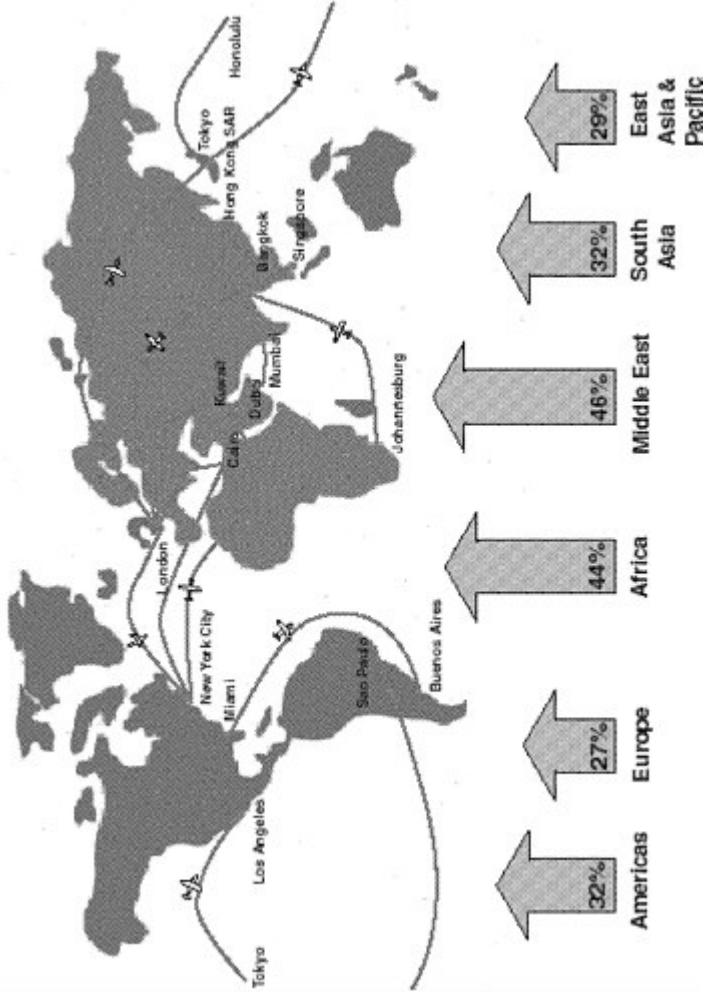 Tokyo
Los Angeles
New York City
Miami
Sao Paulo
Buenos Aires
London
Cairo
Kuwait
Dubai
Mumbai
Johannesburg
Bangkok
Singapore
Hong Kong SAR
Tokyo
Honolulu
32%
27%
44%
46%
32%
29%
Americas
Europe
Africa
Middle East
South
Asia
East
Asia &
Pacific